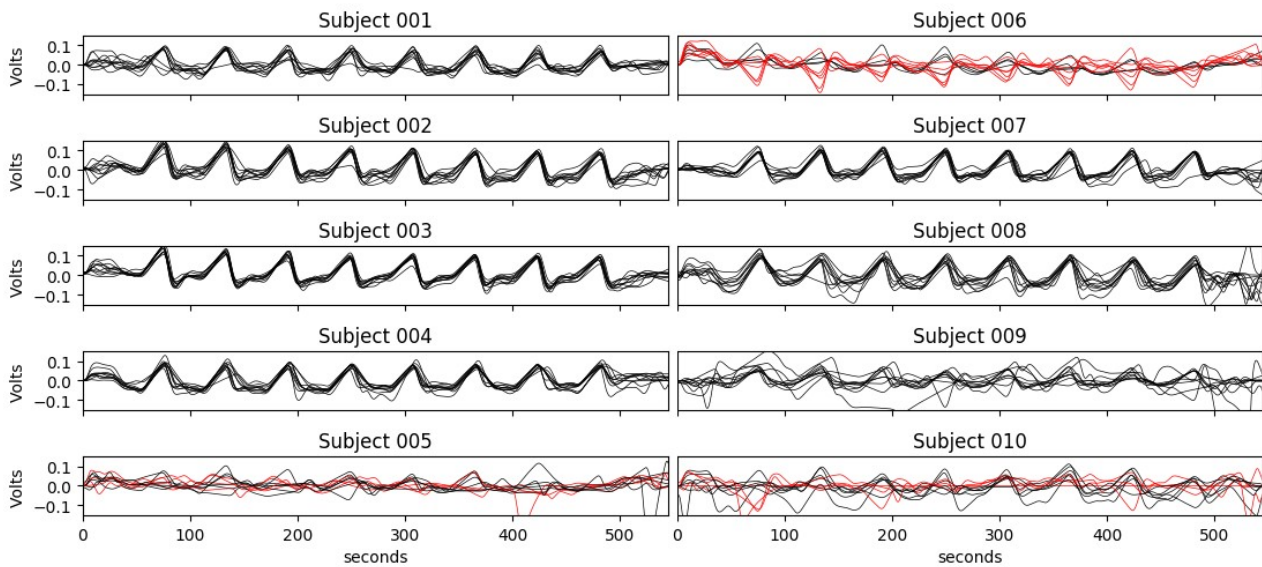 Subject 001
Subject 006
Volts
0.1
0.0
−0.1
Subject 002
Subject 007
Volts
0.1
0.0
−0.1
Subject 003
Subject 008
Volts
0.1
0.0
−0.1
Subject 004
Subject 009
Volts
0.1
0.0
−0.1
Subject 005
Subject 010
Volts
0.1
0.0
−0.1
0 100 200 300 400 500
0 100 200 300 400 500
seconds
seconds